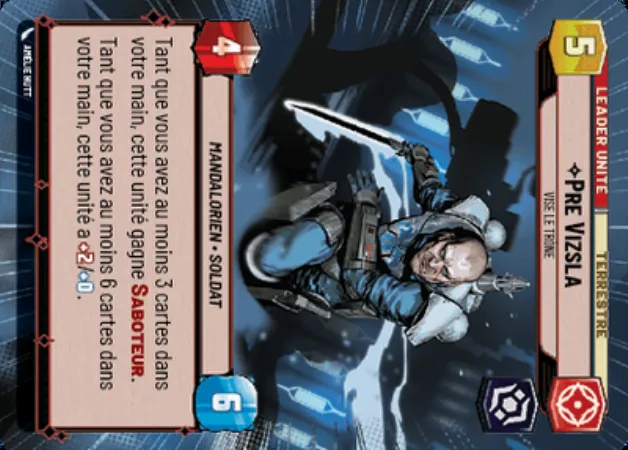 5
LEADER UNITÉ
TERRESTRE
PRE VIZSLA
VISE LE TRÔNE
4
6
MANDALORIEN • SOLDAT
Tant que vous avez au moins 3 cartes dans
votre main, cette unité gagne SABOTEUR.
Tant que vous avez au moins 6 cartes dans
votre main, cette unité a +2/+0.
AMÉLIE HUTT